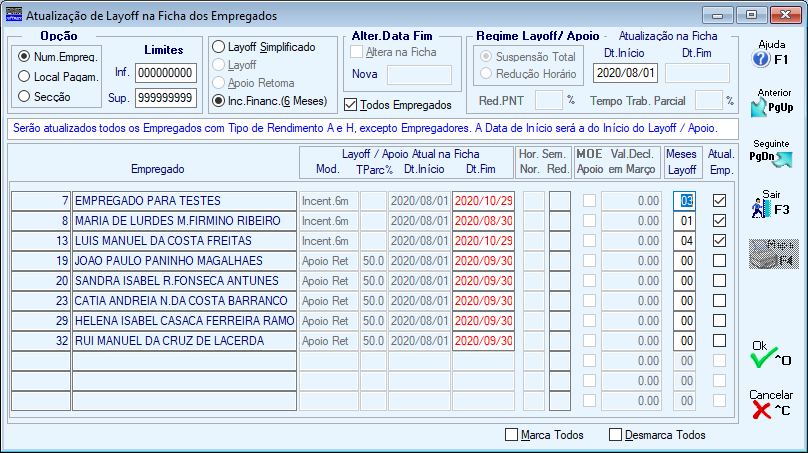 Atualização de Layoff na Ficha dos Empregados
Opção
Num.Empreg.
Local Pagam.
Secção
Limites
Inf. 000000000
Sup. 999999999
Layoff Simplificado
Layoff
Apoio Retoma
Inc.Financ.(6 Meses)
Alter.Data Fim
Altera na Ficha
Nova
Todos Empregados
Regime Layoff/ Apoio
Suspensão Total
Redução Horário
Red.PNT %
Atualização na Ficha
Dt.Início Dt.Fim
2020/08/01
Tempo Trab. Parcial %
Ajuda
F1
Anterior
PgUp
Seguinte
PgDn
Sair
F3
Mapa
F4
Ok
^O
Cancelar
^C
Serão atualizados todos os Empregados com Tipo de Rendimento A e H, excepto Empregadores. A Data de Início será a do Início do Layoff / Apoio.
Layoff / Apoio Atual na Ficha Hor. Sem. MOE Val.Decl. Meses Atual.
Empregado Mod. TParc% Dt.Início Dt.Fim Nor. Red. Apoio em Março Layoff Emp.
7 EMPREGADO PARA TESTES Incent.6m 2020/08/01 2020/10/29 0.00 03
8 MARIA DE LURDES M.FIRMINO RIBEIRO Incent.6m 2020/08/01 2020/08/30 0.00 01
13 LUIS MANUEL DA COSTA FREITAS Incent.6m 2020/08/01 2020/10/29 0.00 04
19 JOAO PAULO PANINHO MAGALHAES Apoio Ret 50.0 2020/08/01 2020/09/30 0.00 00
20 SANDRA ISABEL R.FONSECA ANTUNES Apoio Ret 50.0 2020/08/01 2020/09/30 0.00 00
23 CATIA ANDREIA N.DA COSTA BARRANCO Apoio Ret 50.0 2020/08/01 2020/09/30 0.00 00
29 HELENA ISABEL CASACA FERREIRA RAMO Apoio Ret 50.0 2020/08/01 2020/09/30 0.00 00
32 RUI MANUEL DA CRUZ DE LACERDA Apoio Ret 50.0 2020/08/01 2020/09/30 0.00 00
0.00 00
0.00 00
0.00 00
Marca Todos Desmarca Todos